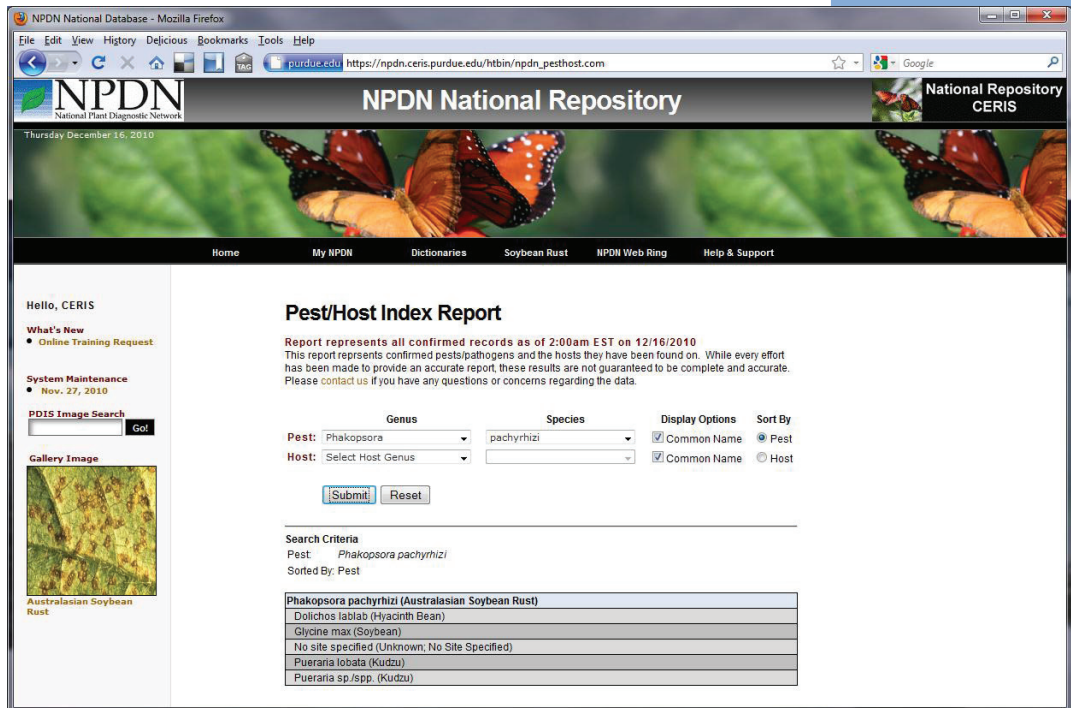 NPDN National Database - Mozilla Firefox
File Edit View History Delicious Bookmarks Tools Help
TAG
purdue.edu https://npdn.ceris.purdue.edu/htbin/npdn_pesthost.com
Google
NPDN
National Plant Diagnostic Network
NPDN National Repository
National Repository
CERIS
Thursday December 16, 2010
Home My NPDN Dictionaries Soybean Rust NPDN Web Ring Help & Support
Hello, CERIS
What's New
Online Training Request
System Maintenance
Nov. 27, 2010
PDIS Image Search
Go!
Gallery Image
Australasian Soybean
Rust
Pest/Host Index Report
Report represents all confirmed records as of 2:00am EST on 12/16/2010
This report reprsents confirmed pests/pathogens and the hosts they have been found on. While every effort
has been made to provide an accurate report, these results are not guaranteed to be complete and accurate.
Please contact us if you have any questions or concerns regarding the data.
Genus Species Display Options Sort By
Pest: Phakopsora pachyrhizi Common Name Pest
Host: Select Host Genus Common Name Host
Submit Reset
Search Criteria
Pest: Phakopsora pachyrhizi
Sorted By: Pest
Phakopsora pachyrhizi (Australasian Soybean Rust)
Dolichos lablab (Hyacinth Bean)
Glycine max (Soybean)
No site specified (Unknown; No Site Specified)
Pueraria lobata (Kudzu)
Pueraria sp./spp. (Kudzu)